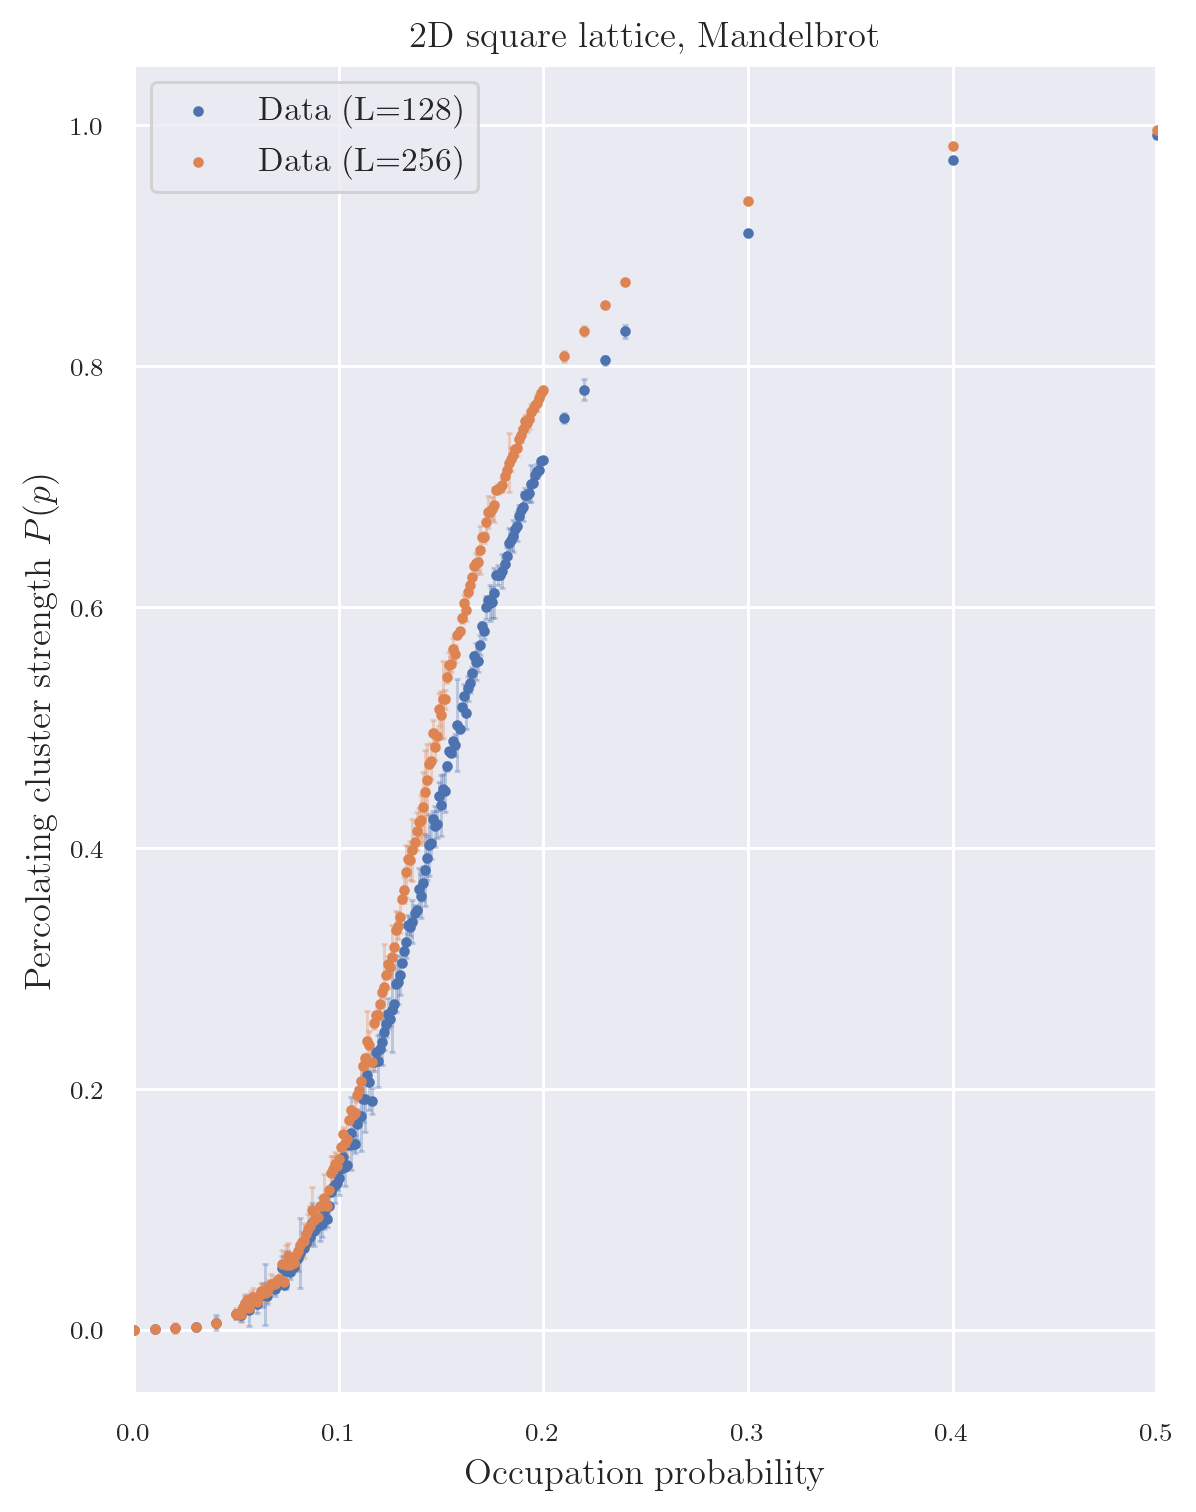 2D square lattice, Mandelbrot
Data (L=128)
Data (L=256)
1.0
0.8
0.6
0.4
0.2
0.0
Percolating cluster strength P(p)
0.0
0.1
0.2
0.3
0.4
0.5
Occupation probability